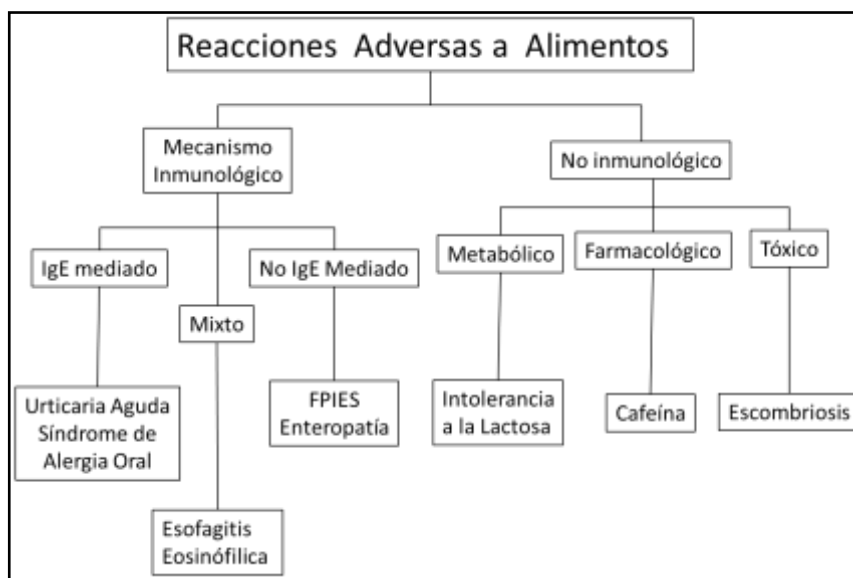 Reacciones Adversas a Alimentos
Mecanismo
Inmunológico
No inmunológico
IgE mediado
No IgE Mediado
Metabólico
Farmacológico
Tóxico
Mixto
Urticaria Aguda
Síndrome de
Alergia Oral
FPIES
Enteropatía
Intolerancia
a la Lactosa
Cafeína
Escombriosis
Esofagitis
Eosinófilica